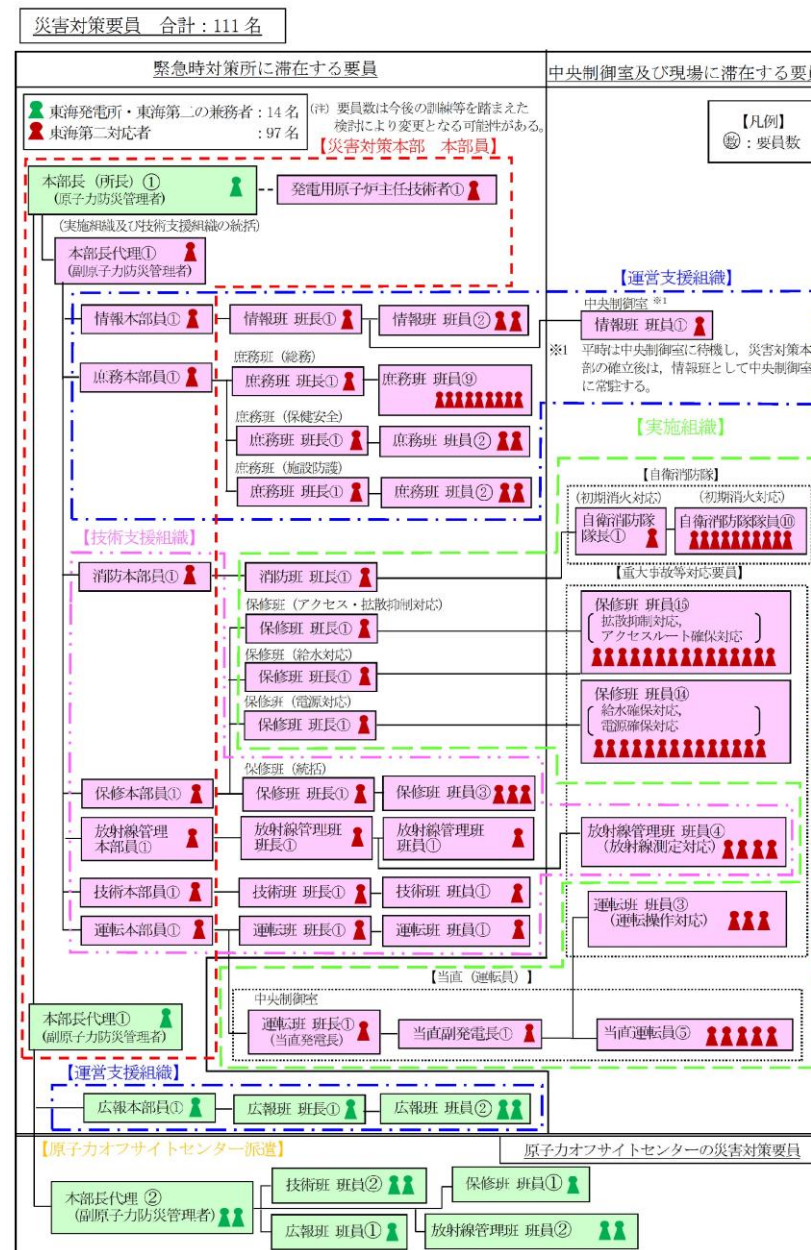 災害対策要員 合計：111 名
緊急時対策所に滞在する要員
中央制御室及び現場に滞在する要員
東海発電所・東海第二の兼務者：14 名
東海第二対応者 ：97 名
(注) 要員数は今後の訓練等を踏まえた
検討により変更となる可能性がある。
【凡例】
㊫：要員数
【災害対策本部 本部員】
本部長（所長）①
(原子力防災管理者)
発電用原子炉主任技術者①
(実施組織及び技術支援組織の統括)
本部長代理①
(副原子力防災管理者)
【運営支援組織】
情報本部員①
情報班 班長①
情報班 班員②
中央制御室 ※1
情報班 班員①
※1 平時は中央制御室に待機し，災害対策本
部の確立後は，情報班として中央制御室
に常駐する。
庶務班（総務）
庶務本部員①
庶務班 班長①
庶務班 班員⑨
庶務班（保健安全）
庶務班 班長①
庶務班 班員②
庶務班（施設防護）
庶務班 班長①
庶務班 班員②
【実施組織】
【自衛消防隊】
(初期消火対応)
(初期消火対応)
自衛消防隊
隊長①
自衛消防隊隊員⑩
【技術支援組織】
消防本部員①
消防班 班長①
【重大事故等対応要員】
保修班（アクセス・拡散抑制対応）
保修班 班長①
保修班 班員⑮
拡散抑制対応，
アクセスルート確保対応
保修班（給水対応）
保修班 班長①
保修班（電源対応）
保修班 班長①
保修班 班員⑭
給水確保対応，
電源確保対応
保修班（統括）
保修本部員①
保修班 班長①
保修班 班員③
放射線管理
本部員①
放射線管理班
班長①
放射線管理班
班員①
放射線管理班 班員④
(放射線測定対応)
技術本部員①
技術班 班長①
技術班 班員①
運転本部員①
運転班 班長①
運転班 班員①
運転班 班員③
(運転操作対応)
【当直（運転員）】
中央制御室
運転班 班長①
(当直発電長)
当直副発電長①
当直運転員⑤
本部長代理①
(副原子力防災管理者)
【運営支援組織】
広報本部員①
広報班 班長①
広報班 班員②
【原子力オフサイトセンター派遣】
原子力オフサイトセンターの災害対策要員
本部長代理 ②
(副原子力防災管理者)
技術班 班員②
保修班 班員①
広報班 班員①
放射線管理班 班員②